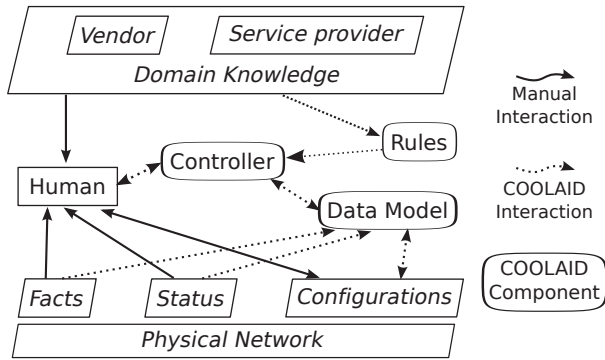 Vendor
Service provider
Domain Knowledge
Manual
Interaction
Rules
Controller
Human
COOLAID
Interaction
Data Model
COOLAID
Component
Facts
Status
Configurations
Physical Network